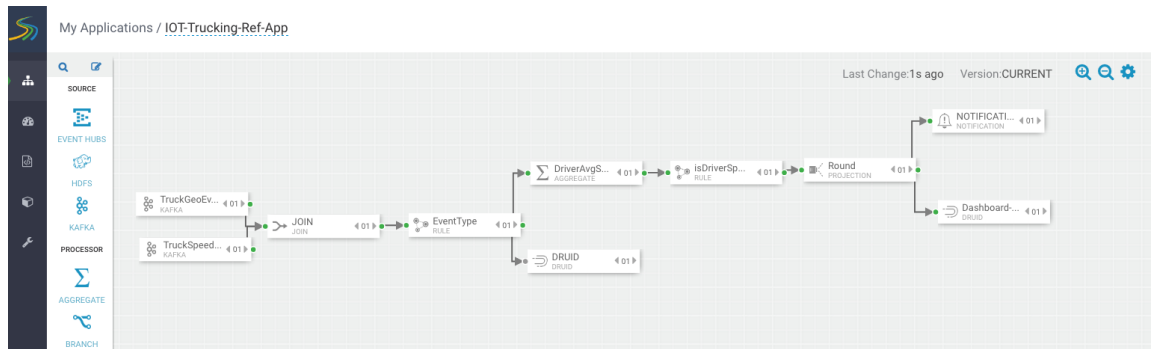 My Applications / IOT-Trucking-Ref-App
Last Change:1s ago Version:CURRENT
SOURCE
EVENT HUBS
HDFS
KAFKA
PROCESSOR
AGGREGATE
BRANCH
TruckGeoEv... 01
KAFKA
TruckSpeed... 01
KAFKA
JOIN 01
JOIN
EventType 01
RULE
DriverAvgS... 01
AGGREGATE
DRUID 01
DRUID
isDriverSp... 01
RULE
Round 01
PROJECTION
NOTIFICATI... 01
NOTIFICATION
Dashboard-... 01
DRUID